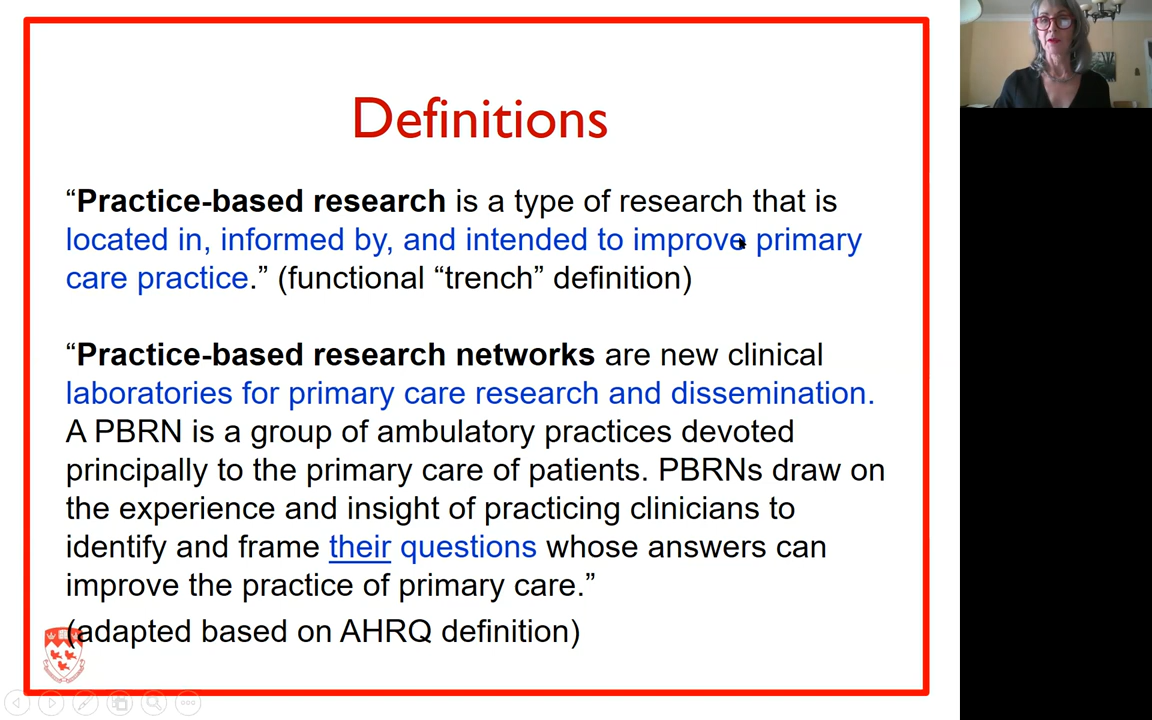 Definitions
“Practice-based research is a type of research that is
located in, informed by, and intended to improve primary
care practice.” (functional “trench” definition)
“Practice-based research networks are new clinical
laboratories for primary care research and dissemination.
A PBRN is a group of ambulatory practices devoted
principally to the primary care of patients. PBRNs draw on
the experience and insight of practicing clinicians to
identify and frame their questions whose answers can
improve the practice of primary care.”
(adapted based on AHRQ definition)